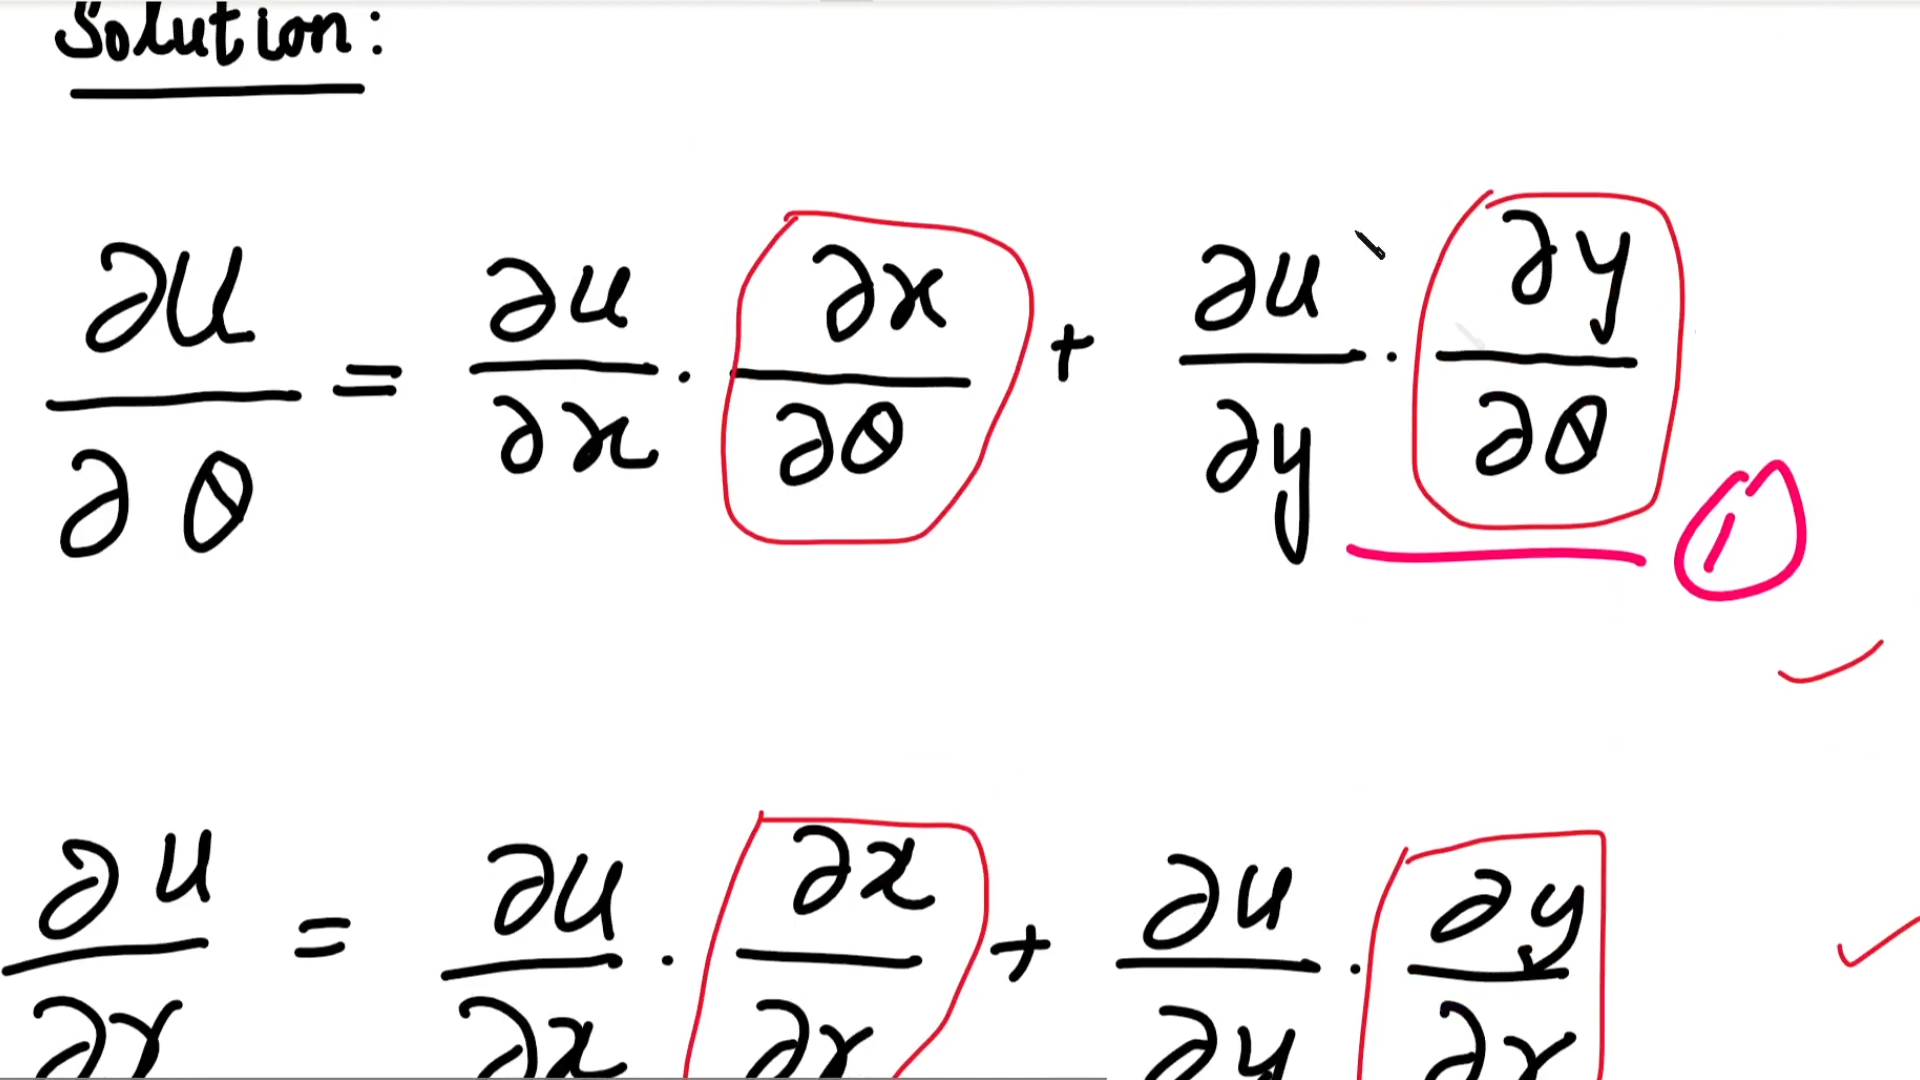 Solution:
∂u/∂θ = ∂u/∂x · ∂x/∂θ + ∂u/∂y · ∂y/∂θ ①
∂u/∂r = ∂u/∂x · ∂x/∂r + ∂u/∂y · ∂y/∂r